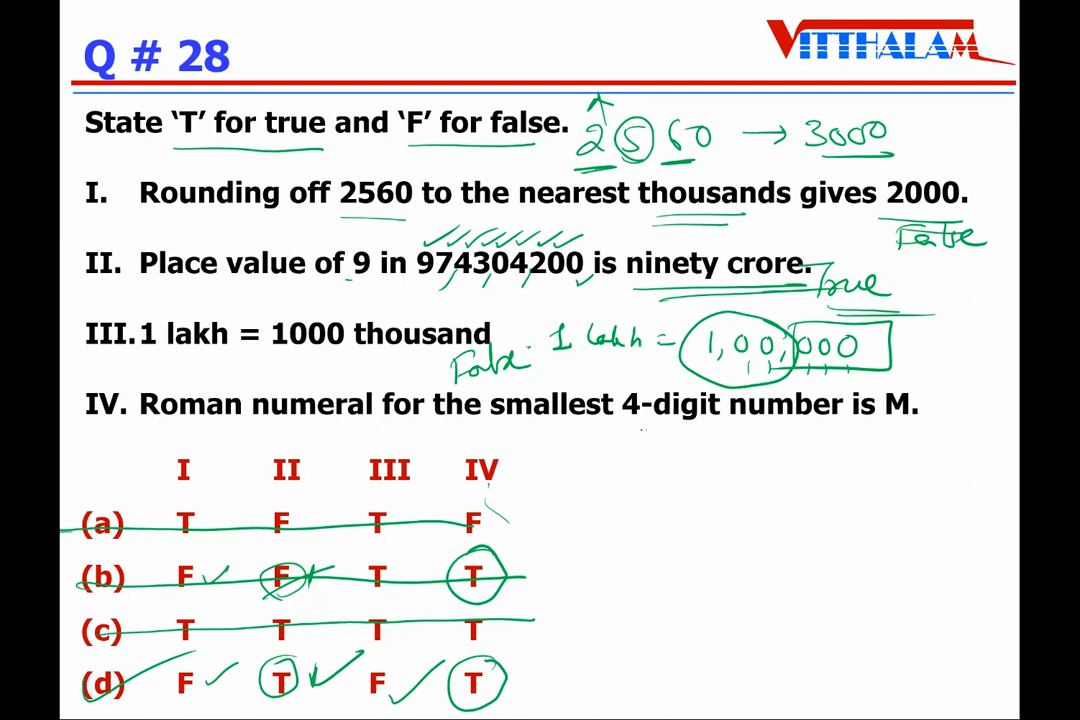 Q # 28
VITTHALAM
State ‘T’ for true and ‘F’ for false.
2560 → 3000
I. Rounding off 2560 to the nearest thousands gives 2000.
False
II. Place value of 9 in 974304200 is ninety crore.
True
III. 1 lakh = 1000 thousand
False
1 lakh = 1,00,000
IV. Roman numeral for the smallest 4-digit number is M.
I II III IV
(a) T F T F
(b) F F T T
(c) T T T T
(d) F T F T